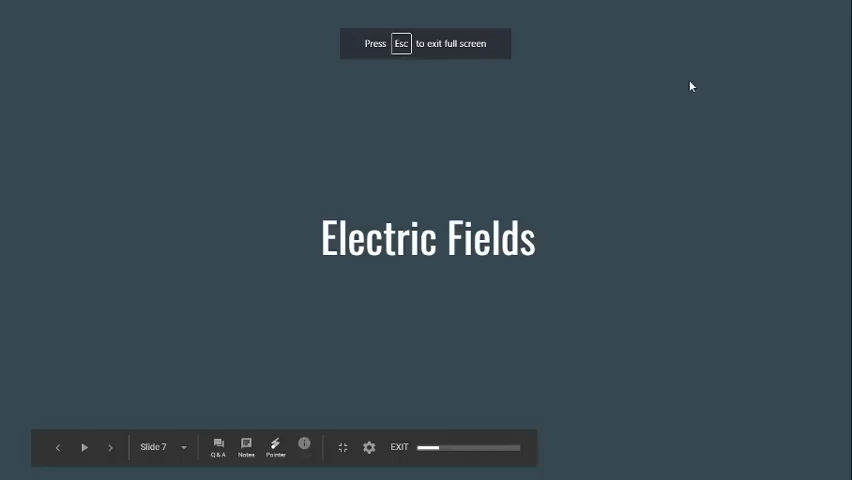 Press Esc to exit full screen
Electric Fields
Slide 7
Q&A
Notes
Pointer
EXIT